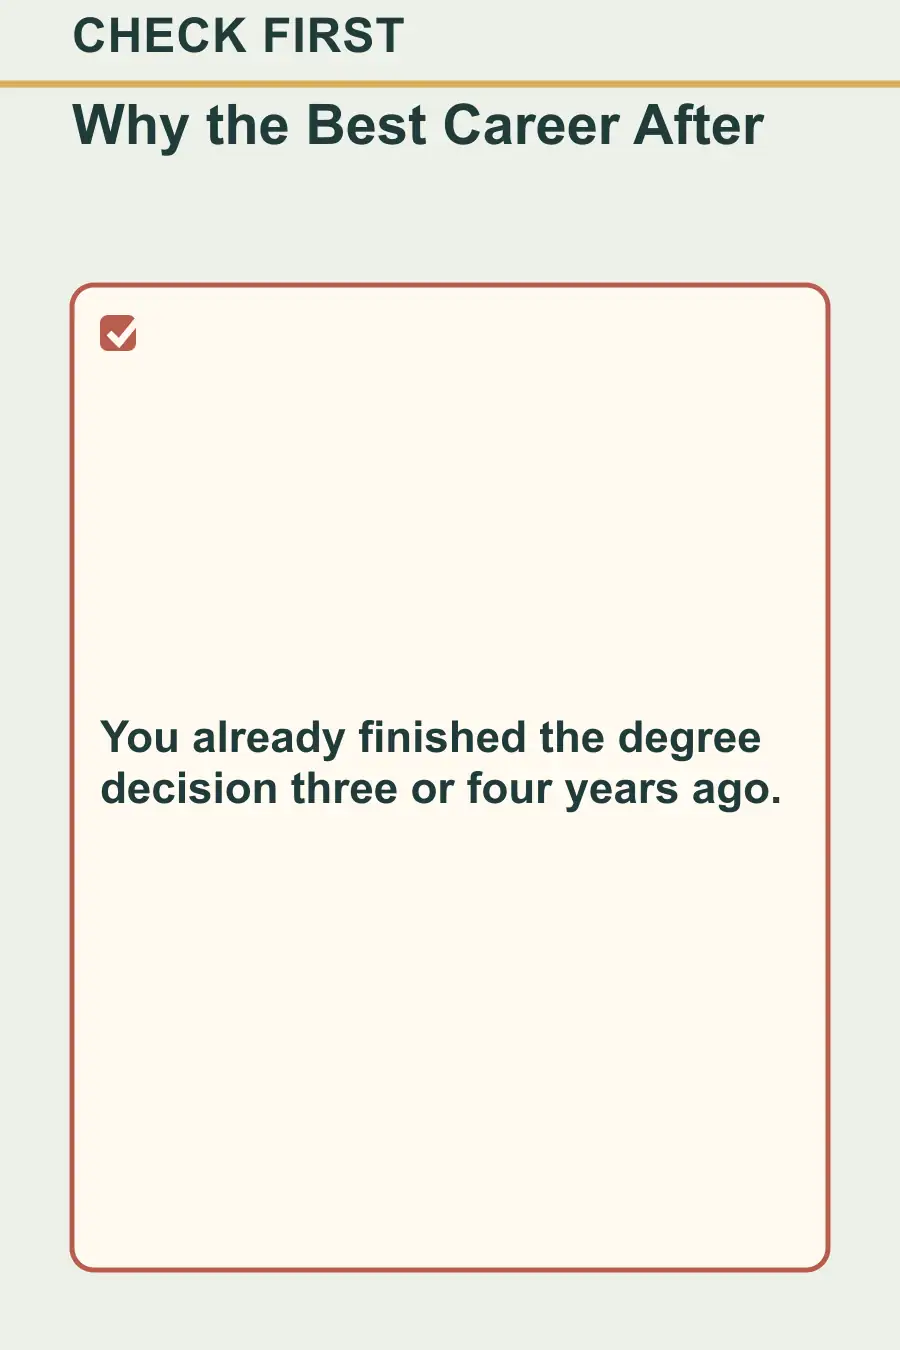 CHECK FIRST
Why the Best Career After
You already finished the degree
decision three or four years ago.